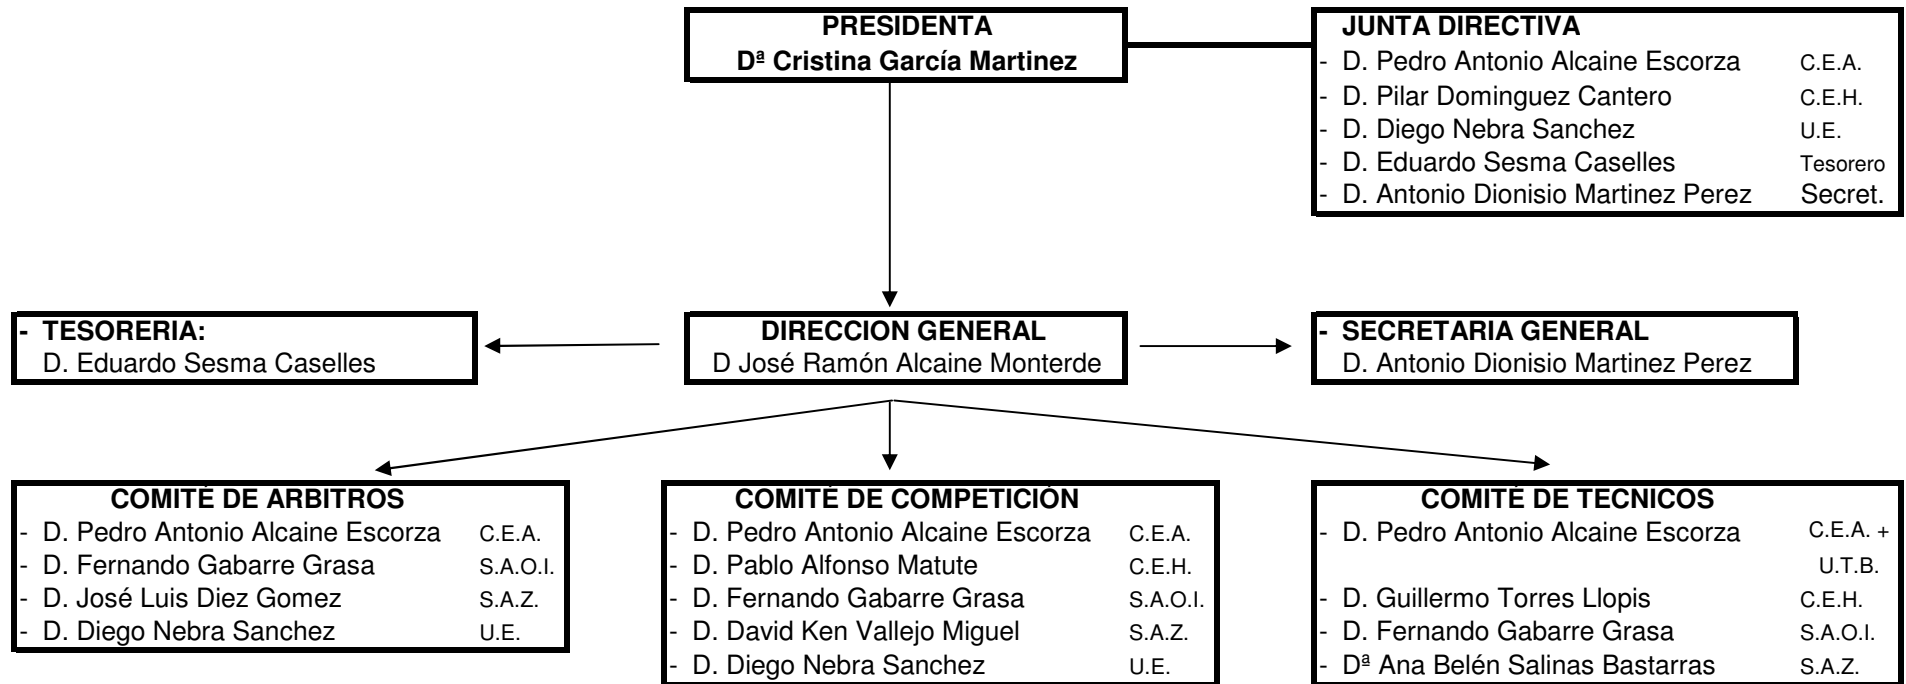 PRESIDENTA
Dª Cristina García Martinez
JUNTA DIRECTIVA
- D. Pedro Antonio Alcaine Escorza C.E.A.
- D. Pilar Dominguez Cantero C.E.H.
- D. Diego Nebra Sanchez U.E.
- D. Eduardo Sesma Caselles Tesorero
- D. Antonio Dionisio Martinez Perez Secret.
- TESORERIA:
D. Eduardo Sesma Caselles
DIRECCION GENERAL
D José Ramón Alcaine Monterde
- SECRETARIA GENERAL
D. Antonio Dionisio Martinez Perez
COMITÉ DE ARBITROS
- D. Pedro Antonio Alcaine Escorza C.E.A.
- D. Fernando Gabarre Grasa S.A.O.I.
- D. José Luis Diez Gomez S.A.Z.
- D. Diego Nebra Sanchez U.E.
COMITÉ DE COMPETICIÓN
- D. Pedro Antonio Alcaine Escorza C.E.A.
- D. Pablo Alfonso Matute C.E.H.
- D. Fernando Gabarre Grasa S.A.O.I.
- D. David Ken Vallejo Miguel S.A.Z.
- D. Diego Nebra Sanchez U.E.
COMITÉ DE TECNICOS
- D. Pedro Antonio Alcaine Escorza C.E.A. +
U.T.B.
- D. Guillermo Torres Llopis C.E.H.
- D. Fernando Gabarre Grasa S.A.O.I.
- Dª Ana Belén Salinas Bastarras S.A.Z.